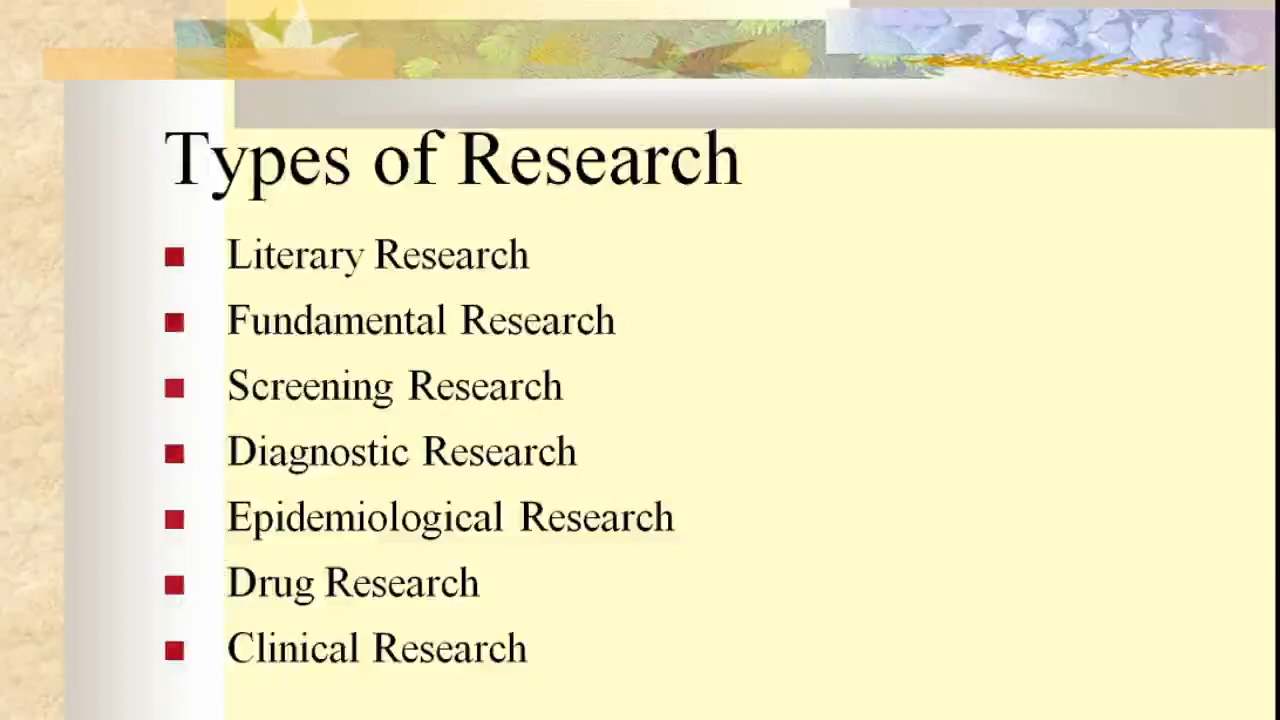 Types of Research
Literary Research
Fundamental Research
Screening Research
Diagnostic Research
Epidemiological Research
Drug Research
Clinical Research